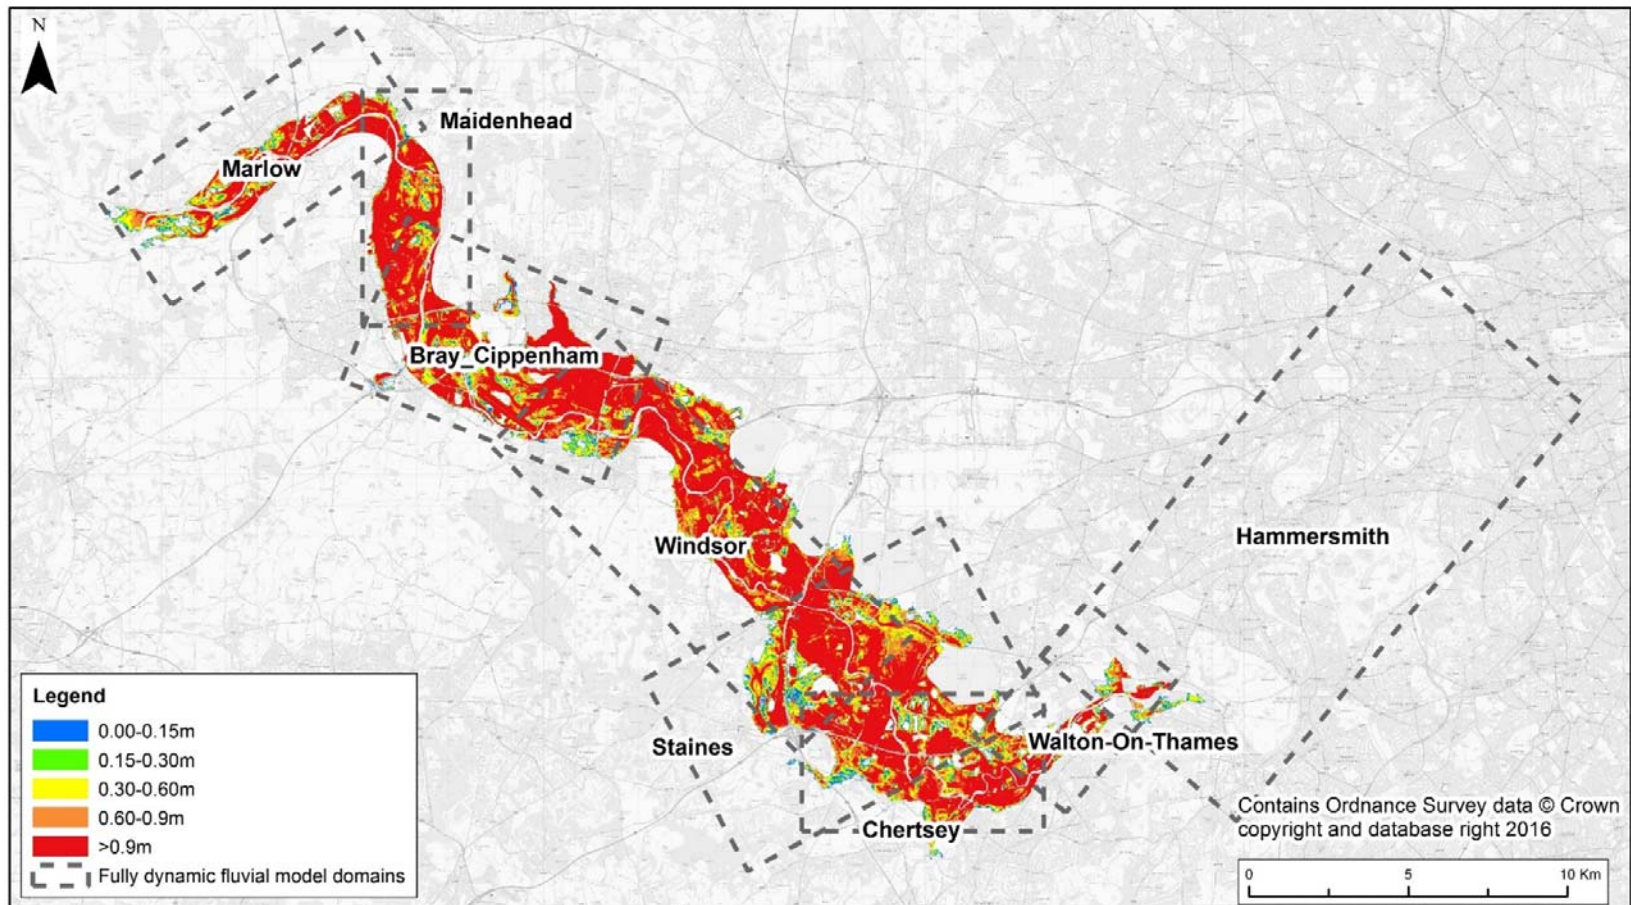 N
Maidenhead
Marlow
Bray_Cippenham
Windsor
Hammersmith
Staines
Walton-On-Thames
Chertsey
Legend
0.00-0.15m
0.15-0.30m
0.30-0.60m
0.60-0.9m
>0.9m
Fully dynamic fluvial model domains
Contains Ordnance Survey data © Crown
copyright and database right 2016
0 5 10 Km